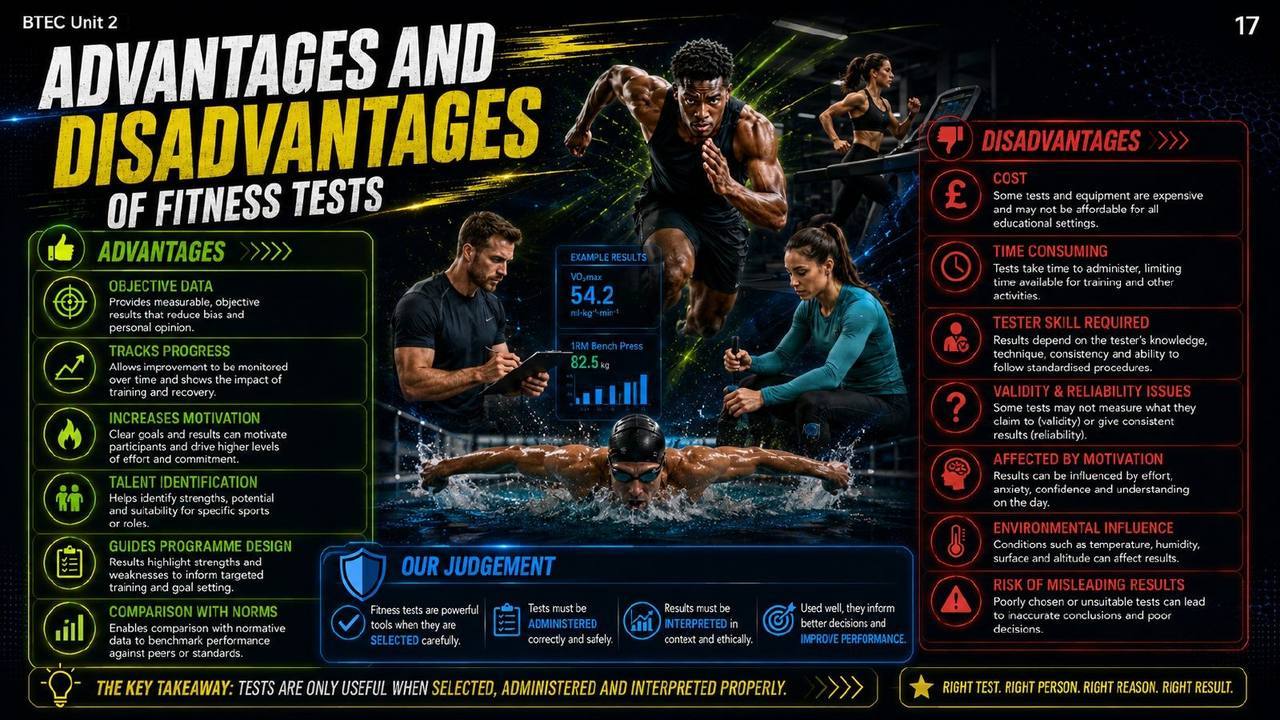 BTEC Unit 2
17
ADVANTAGES AND
DISADVANTAGES
OF FITNESS TESTS
ADVANTAGES
OBJECTIVE DATA
Provides measurable, objective
results that reduce bias and
personal opinion.
TRACKS PROGRESS
Allows improvement to be monitored
over time and shows the impact of
training and recovery.
INCREASES MOTIVATION
Clear goals and results can motivate
participants and drive higher levels
of effort and commitment.
TALENT IDENTIFICATION
Helps identify strengths, potential
and suitability for specific sports
or roles.
GUIDES PROGRAMME DESIGN
Results highlight strengths and
weaknesses to inform targeted
training and goal setting.
COMPARISON WITH NORMS
Enables comparison with normative
data to benchmark performance
against peers or standards.
EXAMPLE RESULTS
VO₂max
54.2
ml·kg⁻¹·min⁻¹
1RM Bench Press
82.5 kg
DISADVANTAGES
£
COST
Some tests and equipment are expensive
and may not be affordable for all
educational settings.
TIME CONSUMING
Tests take time to administer, limiting
time available for training and other
activities.
TESTER SKILL REQUIRED
Results depend on the tester's knowledge,
technique, consistency and ability to
follow standardised procedures.
?
VALIDITY & RELIABILITY ISSUES
Some tests may not measure what they
claim to (validity) or give consistent
results (reliability).
AFFECTED BY MOTIVATION
Results can be influenced by effort,
anxiety, confidence and understanding
on the day.
ENVIRONMENTAL INFLUENCE
Conditions such as temperature, humidity,
surface and altitude can affect results.
RISK OF MISLEADING RESULTS
Poorly chosen or unsuitable tests can lead
to inaccurate conclusions and poor
decisions.
OUR JUDGEMENT
Fitness tests are powerful
tools when they are
SELECTED carefully.
Tests must be
ADMINISTERED
correctly and safely.
Results must be
INTERPRETED in
context and ethically.
Used well, they inform
better decisions and
IMPROVE PERFORMANCE.
THE KEY TAKEAWAY: TESTS ARE ONLY USEFUL WHEN SELECTED, ADMINISTERED AND INTERPRETED PROPERLY.
RIGHT TEST. RIGHT PERSON. RIGHT REASON. RIGHT RESULT.